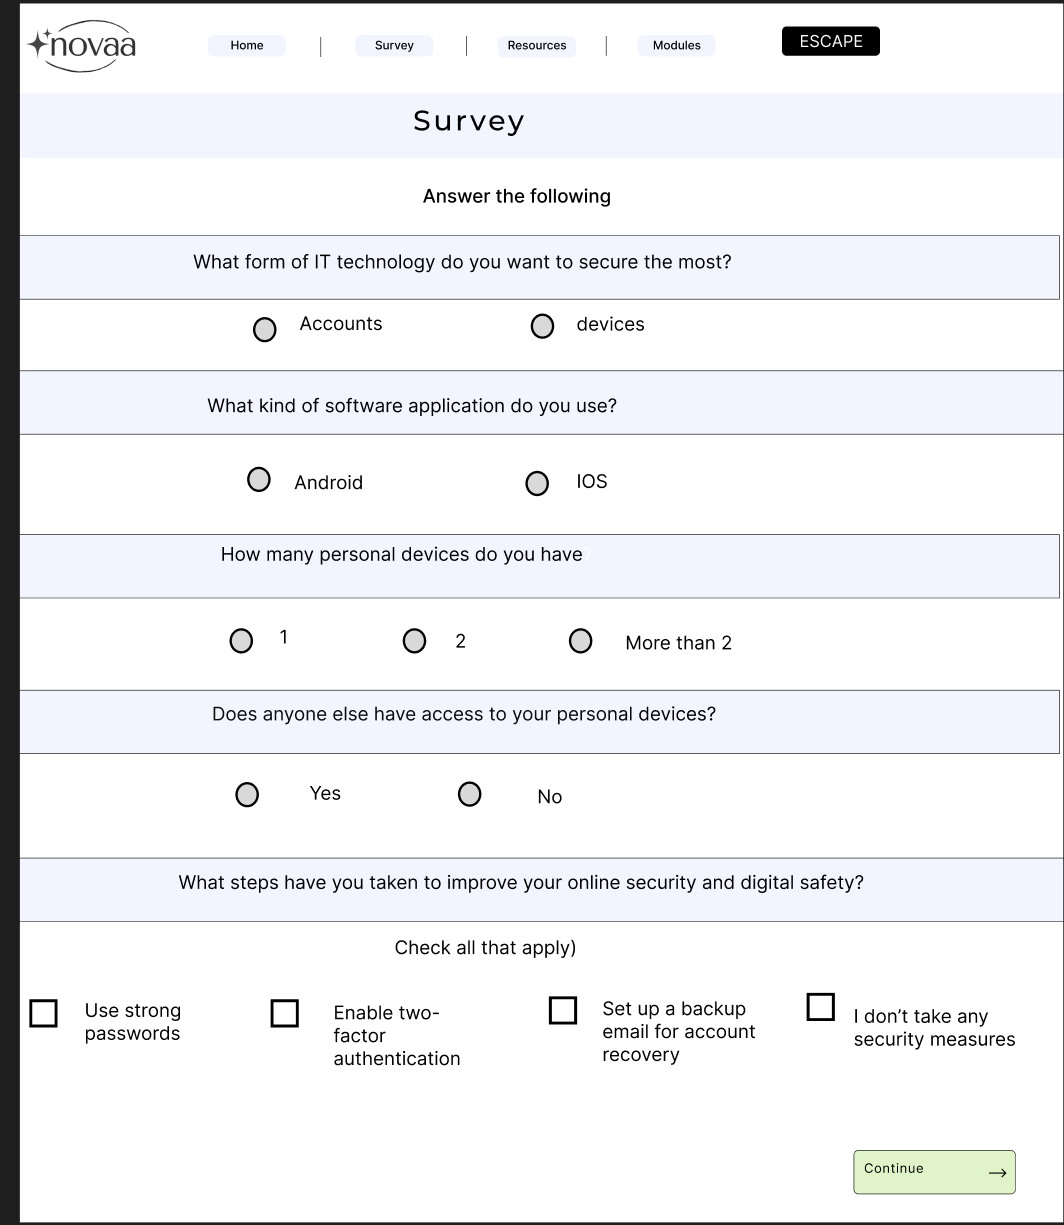 novaa
Home
Survey
Resources
Modules
ESCAPE
Survey
Answer the following
What form of IT technology do you want to secure the most?
Accounts
devices
What kind of software application do you use?
Android
IOS
How many personal devices do you have?
1
2
More than 2
Does anyone else have access to your personal devices?
Yes
No
What steps have you taken to improve your online security and digital safety?
Check all that apply)
Use strong
passwords
Enable two-
factor
authentication
Set up a backup
email for account
recovery
I don’t take any
security measures
Continue